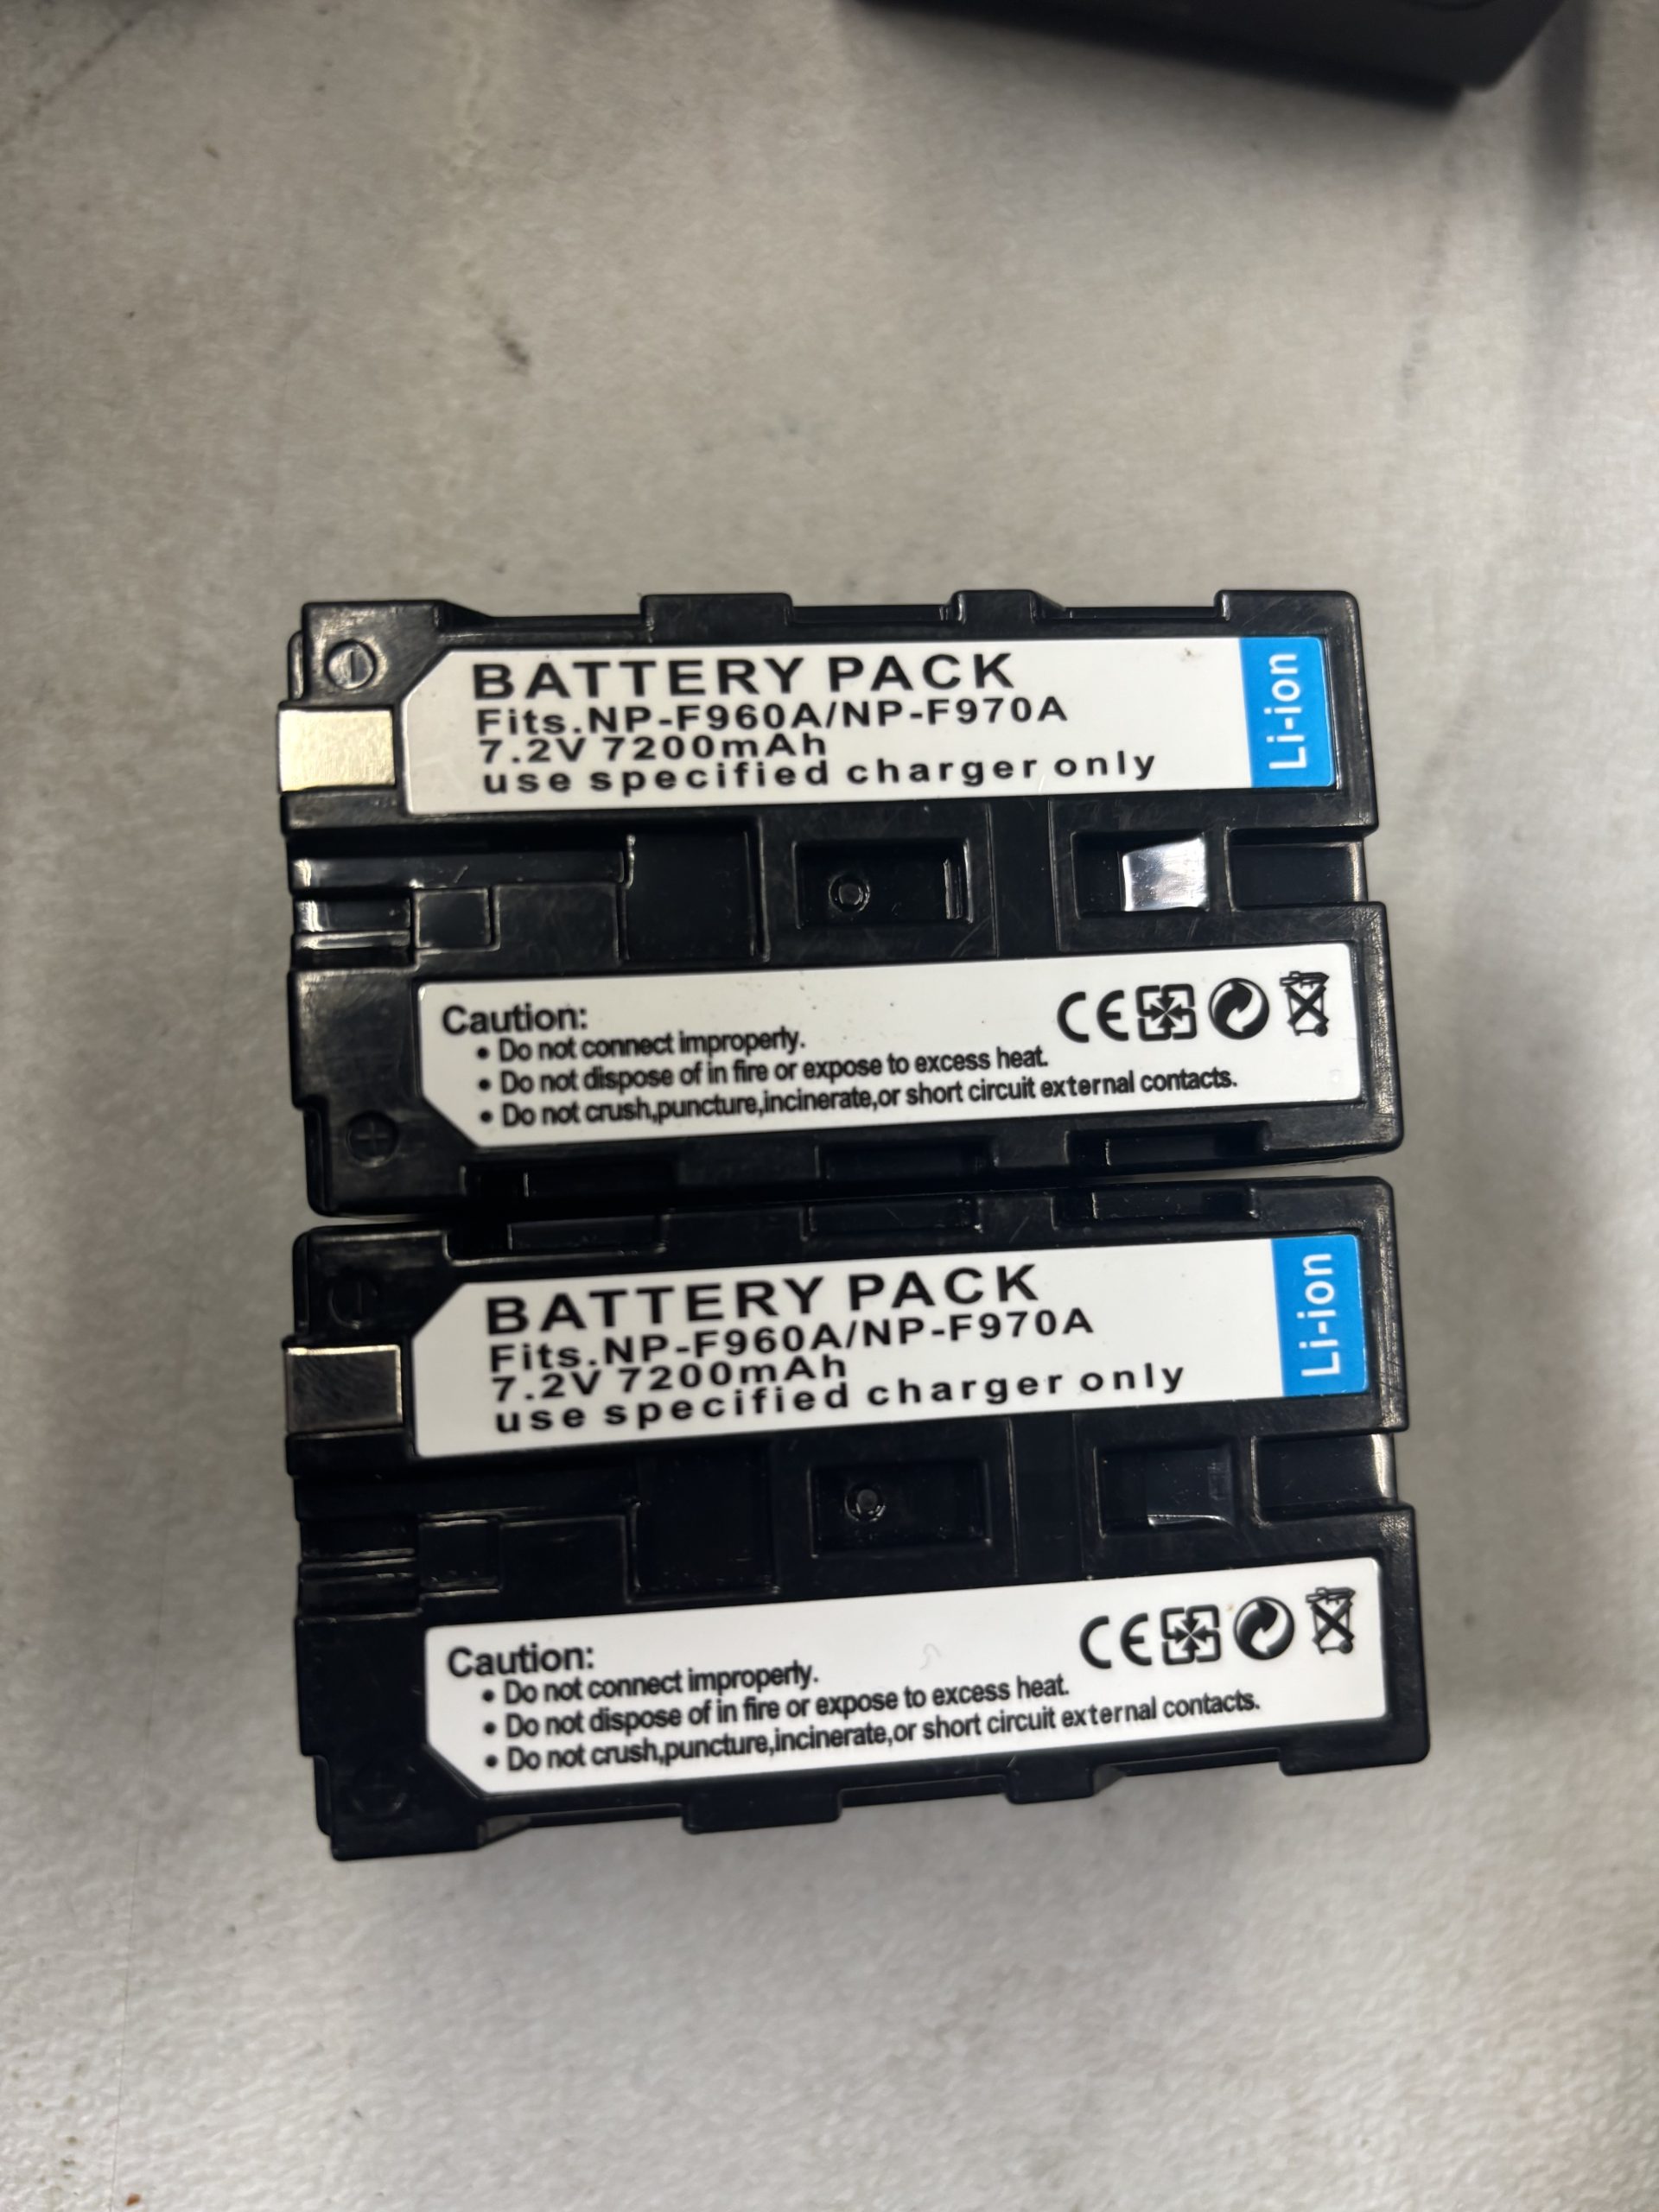 BATTERY PACK
Fits.NP-F960A/NP-F970A
7.2V 7200mAh
use specified charger only
Li-ion
Caution:
• Do not connect improperly.
• Do not dispose of in fire or expose to excess heat.
• Do not crush,puncture,incinerate,or short circuit external contacts.
CE
BATTERY PACK
Fits.NP-F960A/NP-F970A
7.2V 7200mAh
use specified charger only
Li-ion
Caution:
• Do not connect improperly.
• Do not dispose of in fire or expose to excess heat.
• Do not crush,puncture,incinerate,or short circuit external contacts.
CE